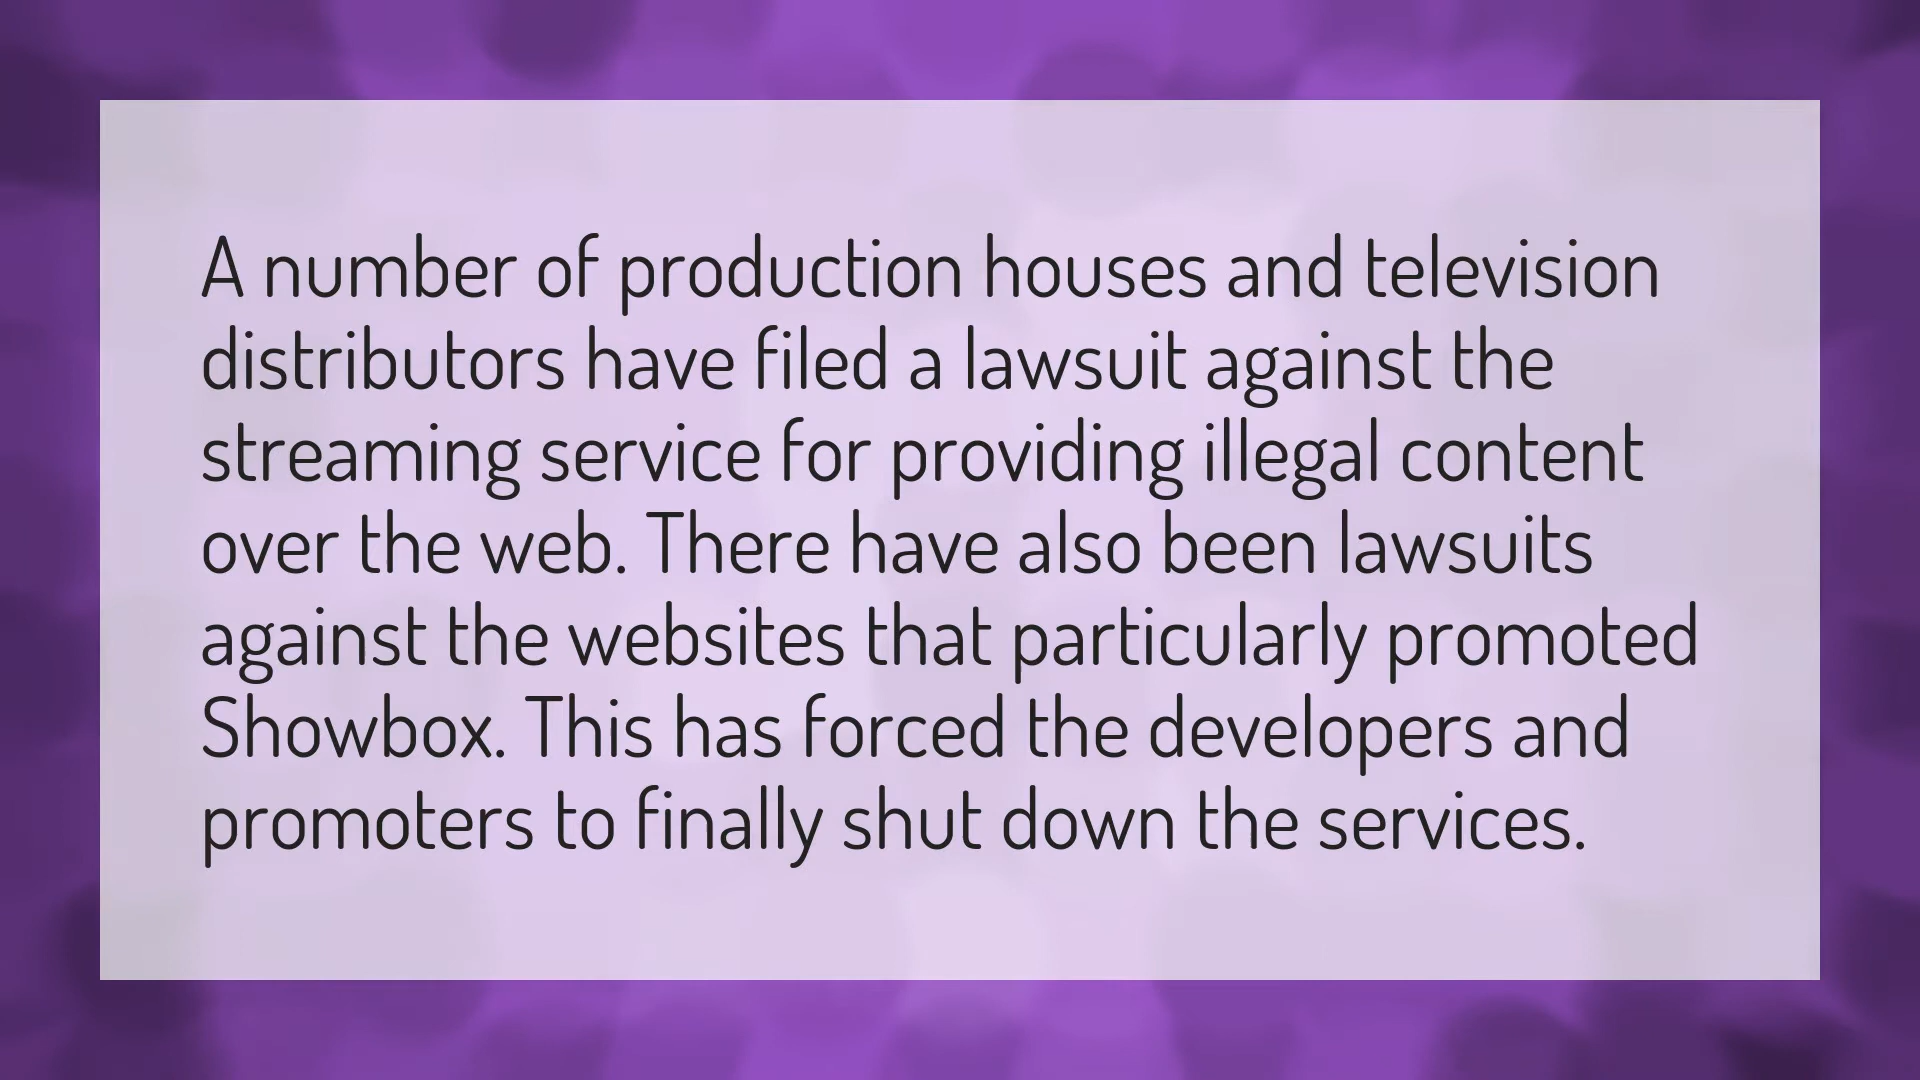 A number of production houses and television
distributors have filed a lawsuit against the
streaming service for providing illegal content
over the web. There have also been lawsuits
against the websites that particularly promoted
Showbox. This has forced the developers and
promoters to finally shut down the services.